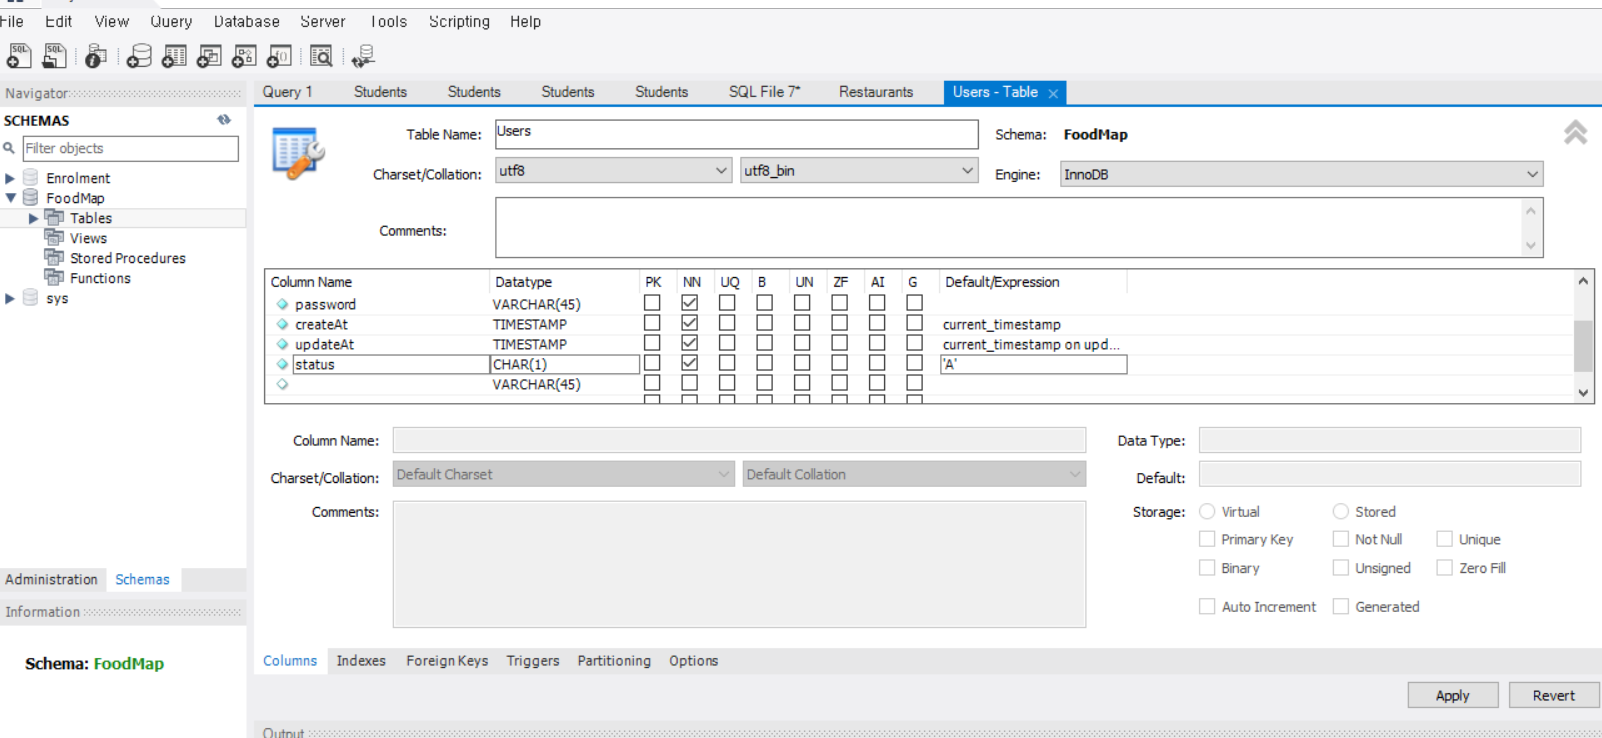 File Edit View Query Database Server Tools Scripting Help
Navigator
SCHEMAS
Filter objects
Enrolment
FoodMap
Tables
Views
Stored Procedures
Functions
sys
Administration Schemas
Information
Schema: FoodMap
Query 1 Students Students Students Students SQL File 7* Restaurants Users - Table
Table Name: Users Schema: FoodMap
Charset/Collation: utf8 utf8_bin Engine: InnoDB
Comments:
Column Name Datatype PK NN UQ B UN ZF AI G Default/Expression
password VARCHAR(45)
createAt TIMESTAMP current_timestamp
updateAt TIMESTAMP current_timestamp on upd...
status CHAR(1) 'A'
VARCHAR(45)
Column Name: Data Type:
Charset/Collation: Default Charset Default Collation Default:
Comments: Storage: Virtual Stored
Primary Key Not Null Unique
Binary Unsigned Zero Fill
Auto Increment Generated
Columns Indexes Foreign Keys Triggers Partitioning Options
Apply Revert
Output